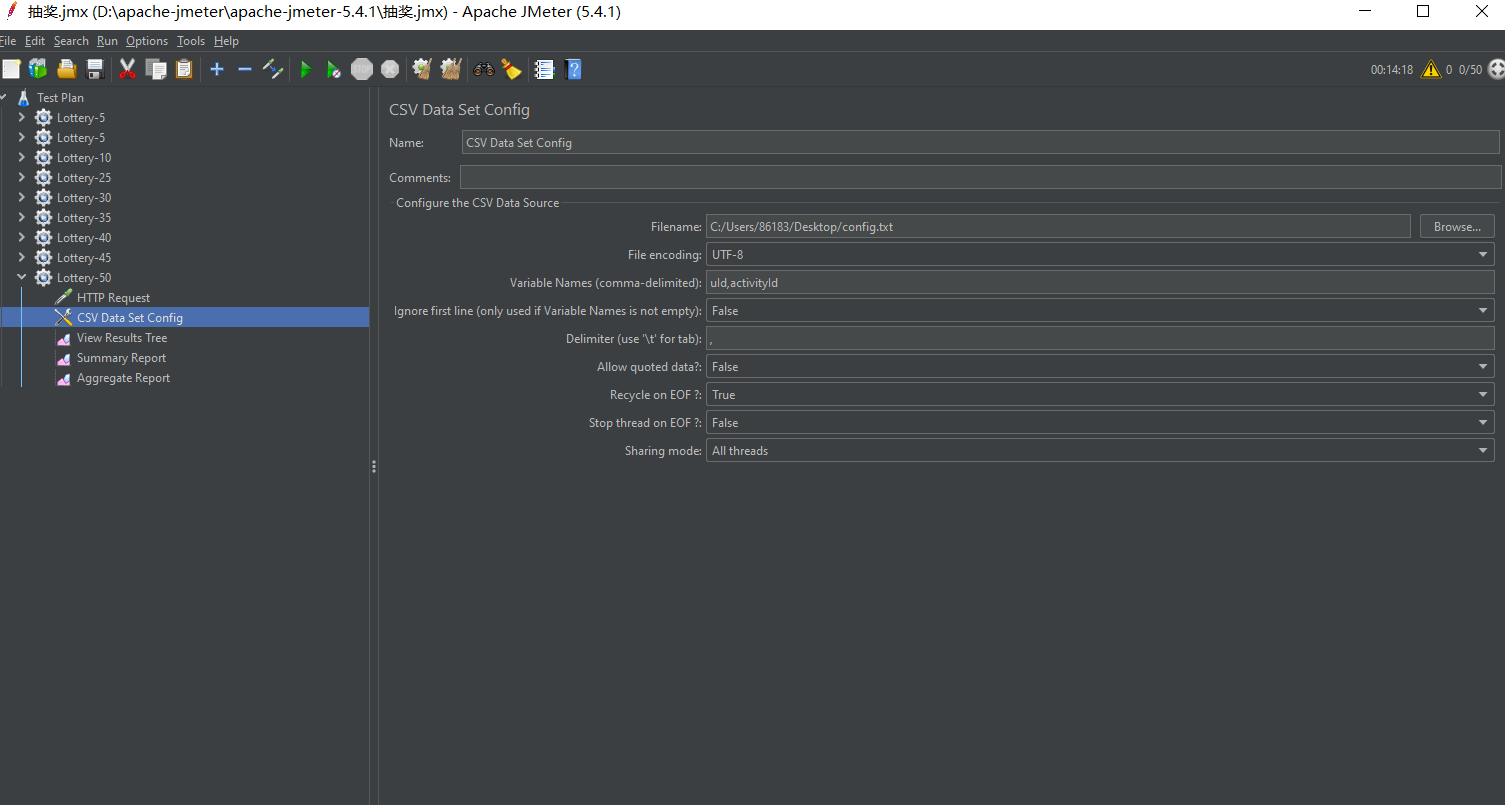 抽奖.jmx (D:\apache-jmeter\apache-jmeter-5.4.1\抽奖.jmx) - Apache JMeter (5.4.1)
File Edit Search Run Options Tools Help
STOP
00:14:18 0 0/50
Test Plan
Lottery-5
Lottery-5
Lottery-10
Lottery-25
Lottery-30
Lottery-35
Lottery-40
Lottery-45
Lottery-50
HTTP Request
CSV Data Set Config
View Results Tree
Summary Report
Aggregate Report
CSV Data Set Config
Name: CSV Data Set Config
Comments:
Configure the CSV Data Source
Filename: C:/Users/86183/Desktop/config.txt Browse...
File encoding: UTF-8
Variable Names (comma-delimited): uId,activityId
Ignore first line (only used if Variable Names is not empty): False
Delimiter (use '\t' for tab): ,
Allow quoted data?: False
Recycle on EOF ?: True
Stop thread on EOF ?: False
Sharing mode: All threads